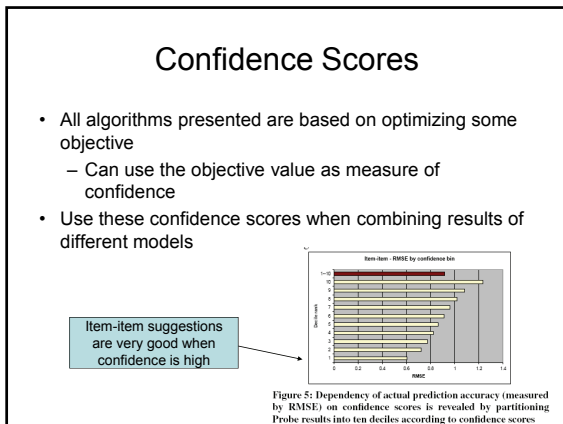 Confidence Scores
• All algorithms presented are based on optimizing some
objective
– Can use the objective value as measure of
confidence
• Use these confidence scores when combining results of
different models
Item-item - RMSE by confidence bin
1--10
10
9
8
7
6
5
4
3
2
1
0 0.2 0.4 0.6 0.8 1 1.2 1.4
RMSE
Item-item suggestions
are very good when
confidence is high
Figure 5: Dependency of actual prediction accuracy (measured
by RMSE) on confidence scores is revealed by partitioning
Probe results into ten deciles according to confidence scores